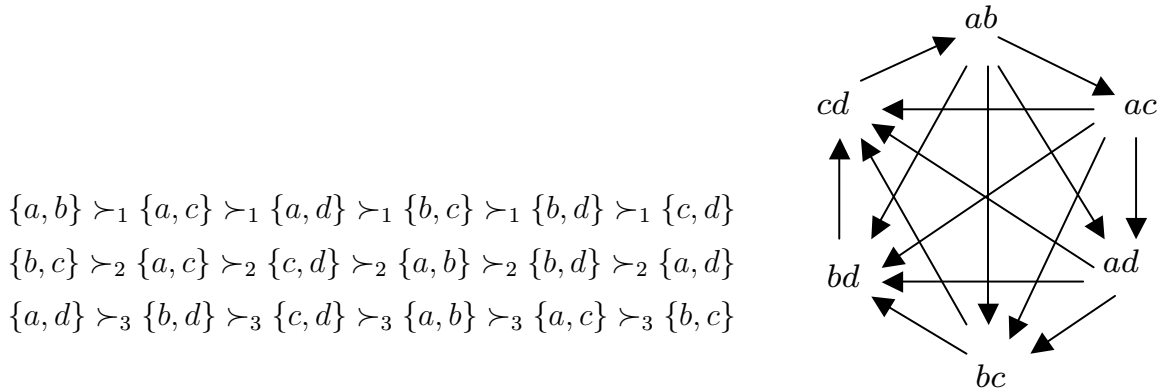 {a, b} ≻₁ {a, c} ≻₁ {a, d} ≻₁ {b, c} ≻₁ {b, d} ≻₁ {c, d}
{b, c} ≻₂ {a, c} ≻₂ {c, d} ≻₂ {a, b} ≻₂ {b, d} ≻₂ {a, d}
{a, d} ≻₃ {b, d} ≻₃ {c, d} ≻₃ {a, b} ≻₃ {a, c} ≻₃ {b, c}
ab
cd
ac
bd
ad
bc